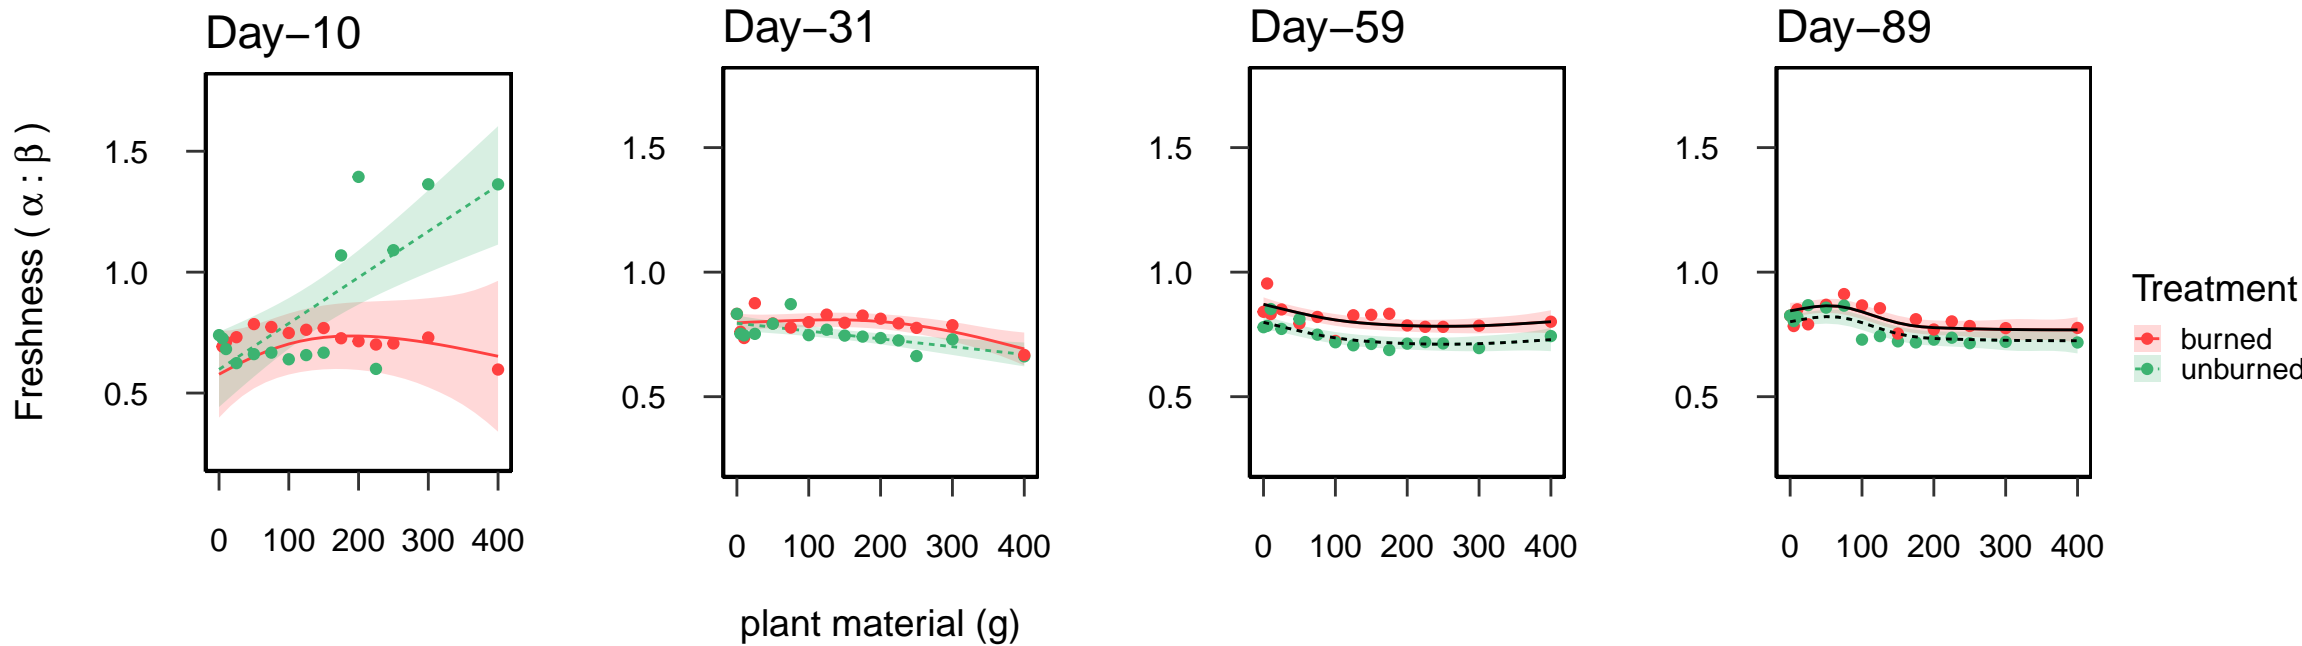 Day−10
Day−31
Day−59
Day−89
Freshness ( α : β )
1.5
1.0
0.5
1.5
1.0
0.5
1.5
1.0
0.5
1.5
1.0
0.5
0 100 200 300 400
0 100 200 300 400
0 100 200 300 400
0 100 200 300 400
plant material (g)
Treatment
burned
unburned